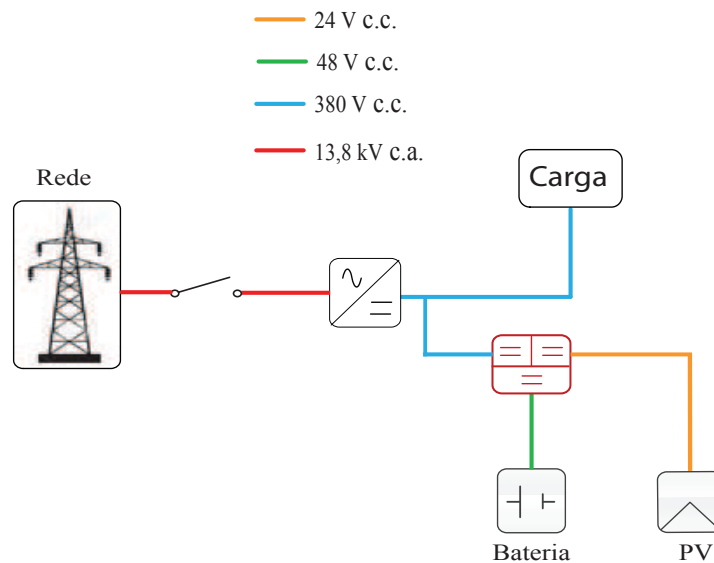 24 V c.c.
48 V c.c.
380 V c.c.
13,8 kV c.a.
Rede
Carga
Bateria
PV